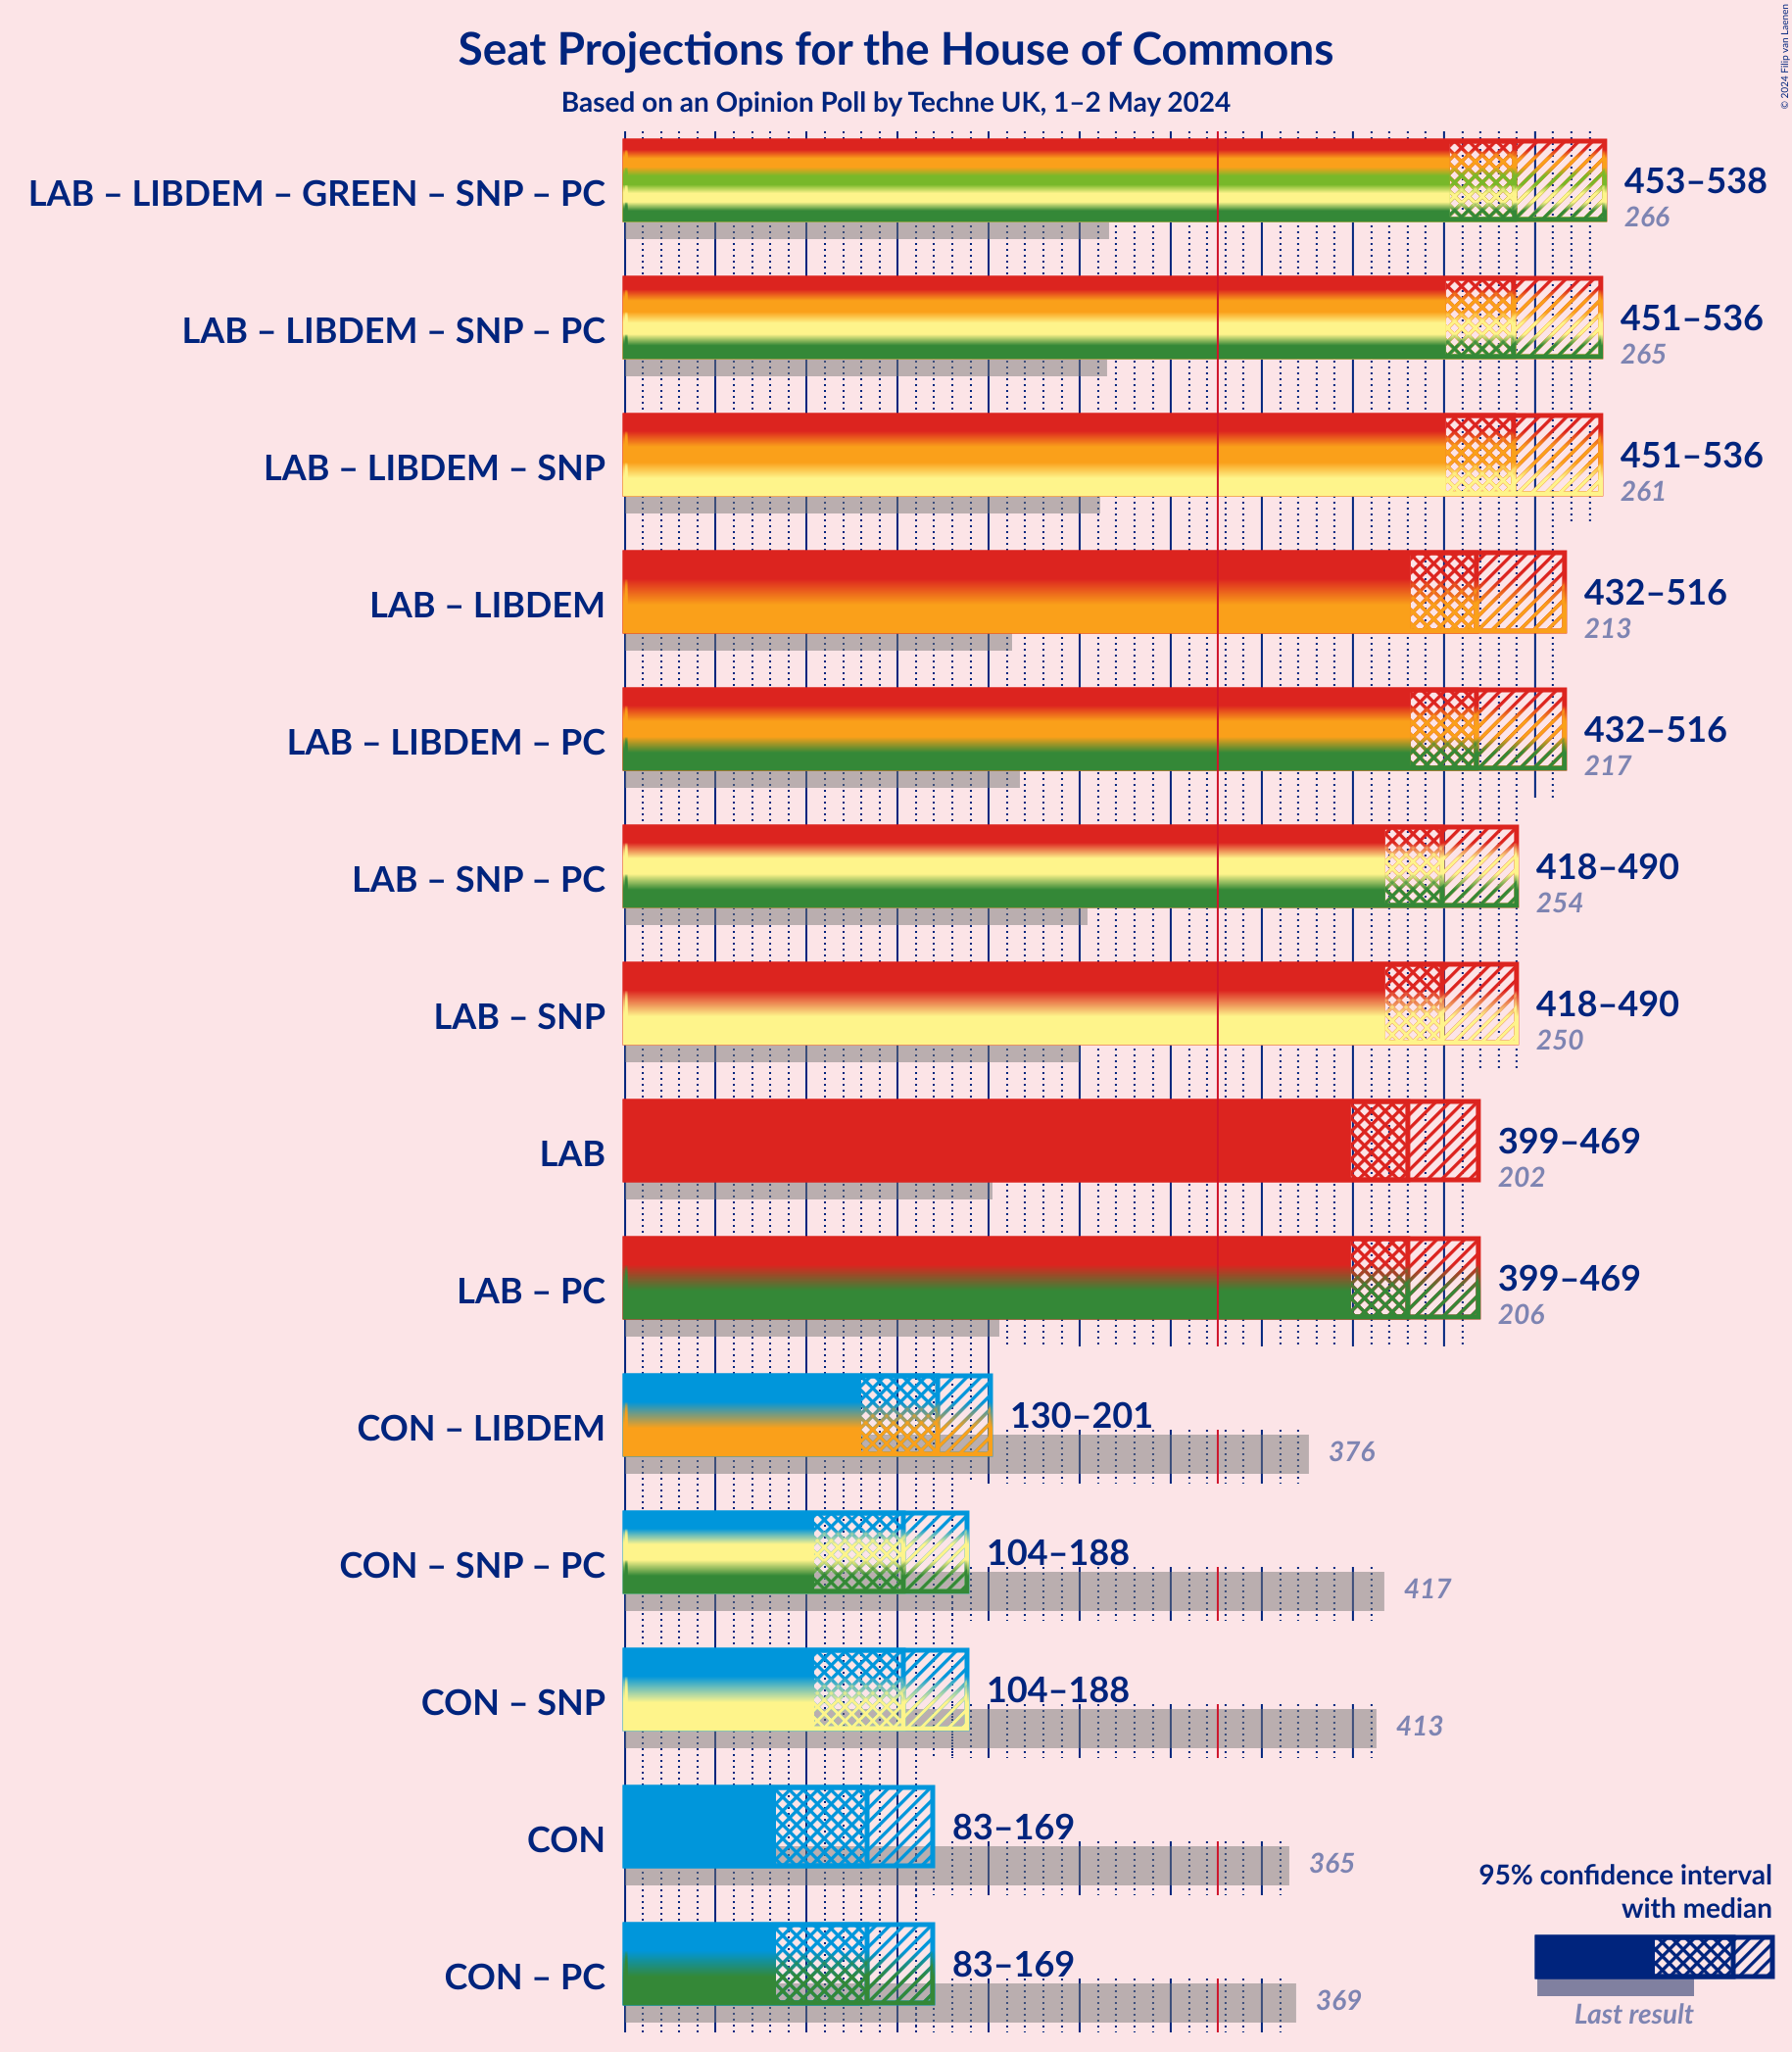 Seat Projections for the House of Commons
Based on an Opinion Poll by Techne UK, 1–2 May 2024
© 2024 Filip van Laenen
LAB – LIBDEM – GREEN – SNP – PC
453–538
266
LAB – LIBDEM – SNP – PC
451–536
265
LAB – LIBDEM – SNP
451–536
261
LAB – LIBDEM
432–516
213
LAB – LIBDEM – PC
432–516
217
LAB – SNP – PC
418–490
254
LAB – SNP
418–490
250
LAB
399–469
202
LAB – PC
399–469
206
CON – LIBDEM
130–201
376
CON – SNP – PC
104–188
417
CON – SNP
104–188
413
CON
83–169
365
CON – PC
83–169
369
95% confidence interval
with median
Last result